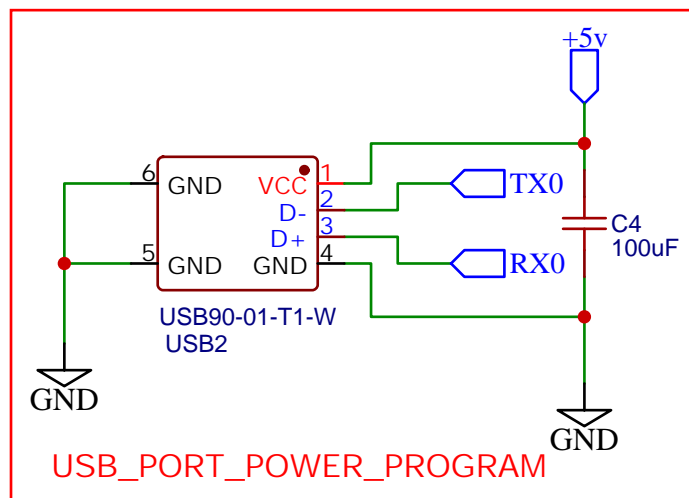 +5v
6 GND
VCC 1
D- 2
TX0
D+ 3
5 GND
GND 4
RX0
C4
100uF
USB90-01-T1-W
USB2
GND
GND
USB_PORT_POWER_PROGRAM